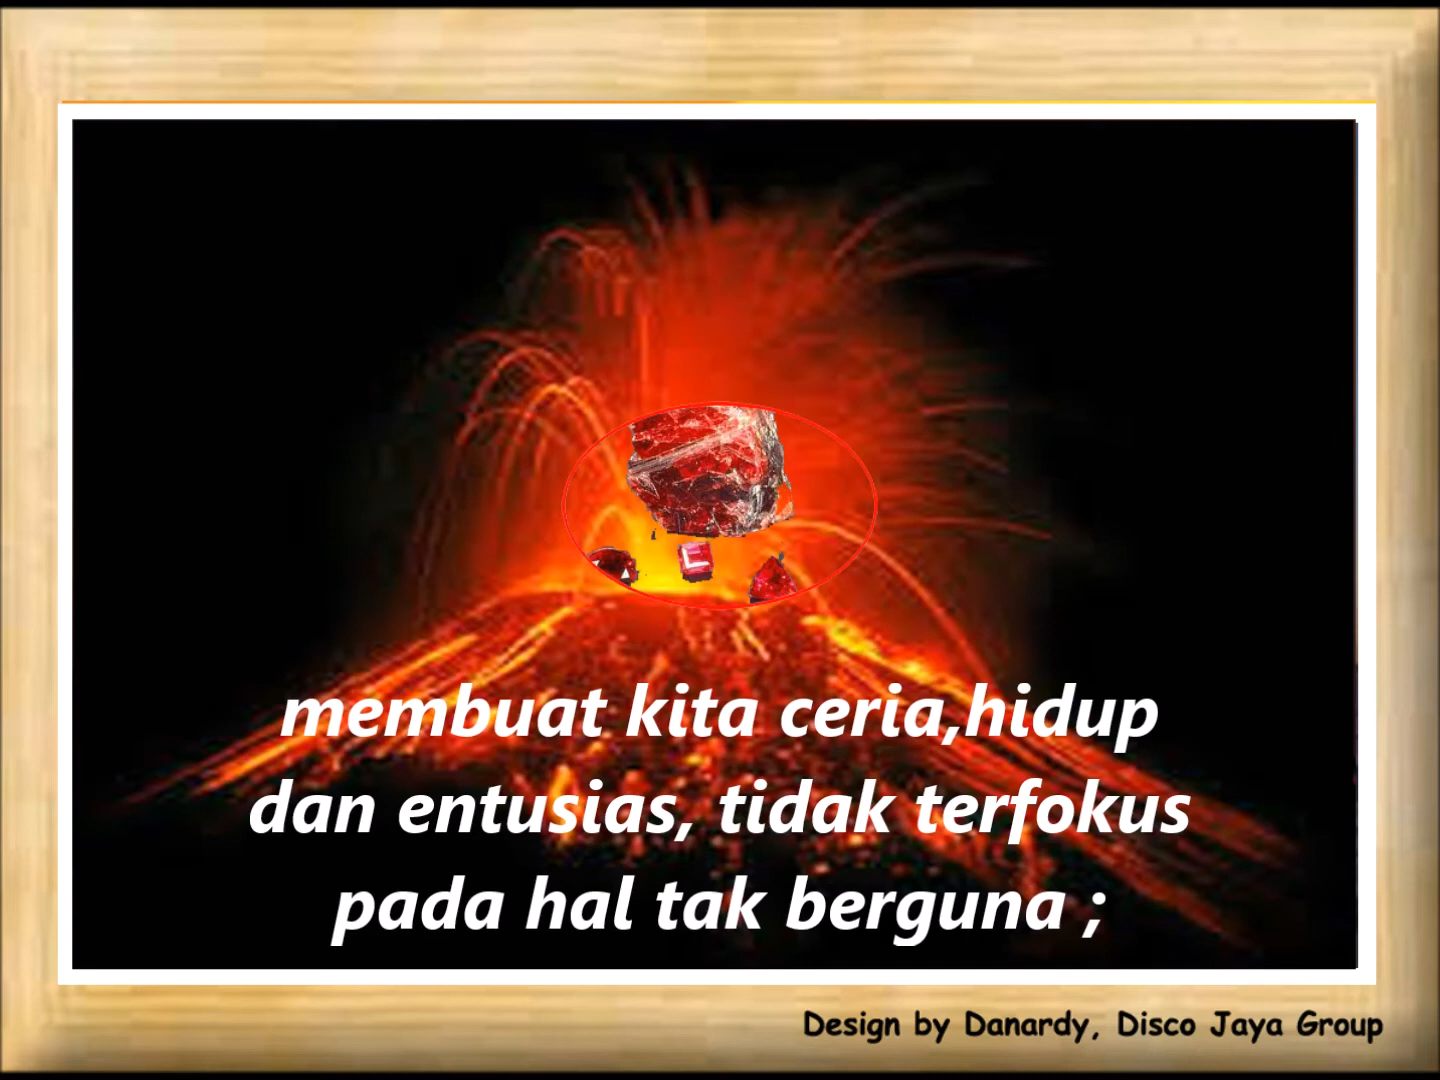 membuat kita ceria,hidup
dan entusias, tidak terfokus
pada hal tak berguna ;
Design by Danardy, Disco Jaya Group